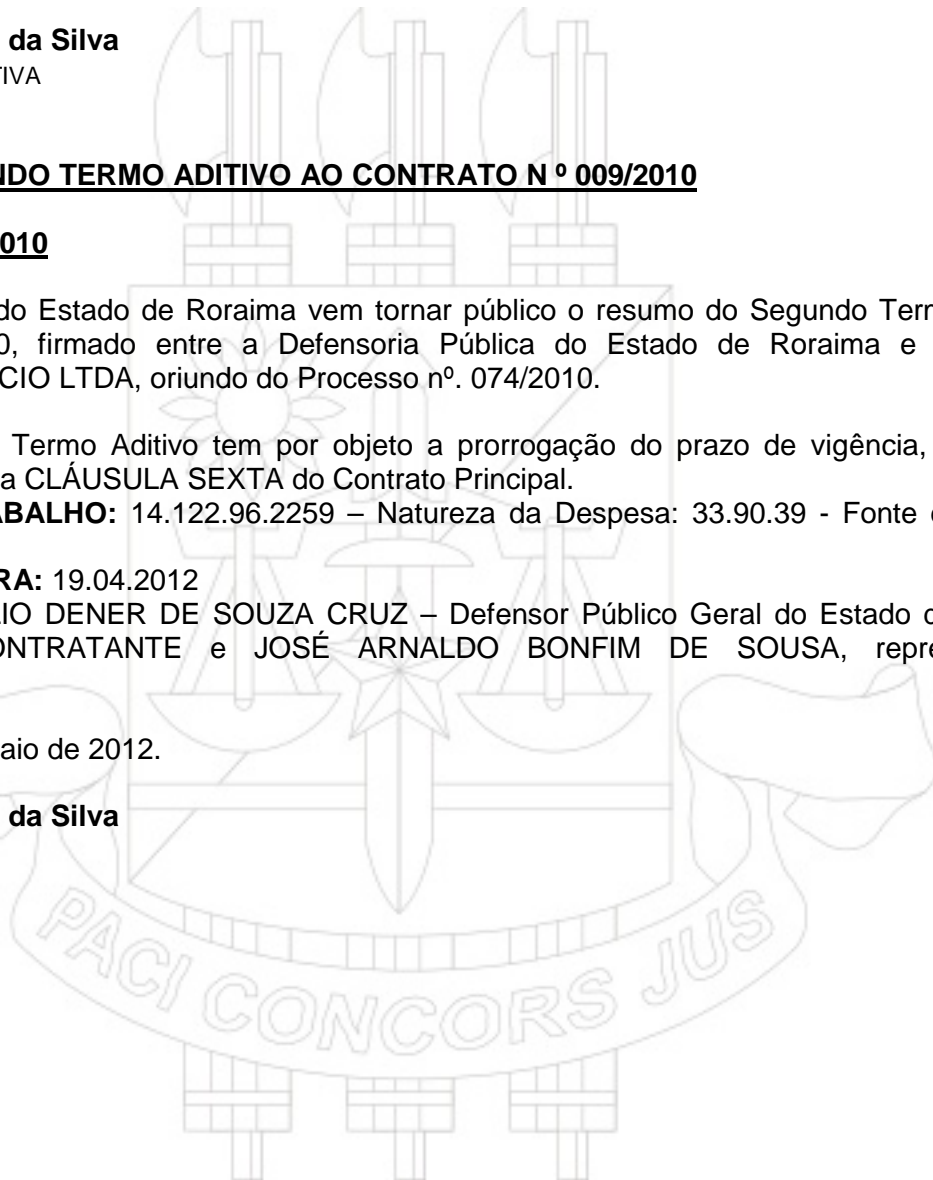 da Silva
TIVA
NDO TERMO ADITIVO AO CONTRATO N º 009/2010
010
do Estado de Roraima vem tornar público o resumo do Segundo Terr
0, firmado entre a Defensoria Pública do Estado de Roraima e
CIO LTDA, oriundo do Processo nº. 074/2010.
Termo Aditivo tem por objeto a prorrogação do prazo de vigência,
a CLÁUSULA SEXTA do Contrato Principal.
ABALHO: 14.122.96.2259 – Natureza da Despesa: 33.90.39 - Fonte
RA: 19.04.2012
IO DENER DE SOUZA CRUZ – Defensor Público Geral do Estado
ONTRATANTE e JOSÉ ARNALDO BONFIM DE SOUSA, repre
aio de 2012.
da Silva
PACI CONCORS JUS